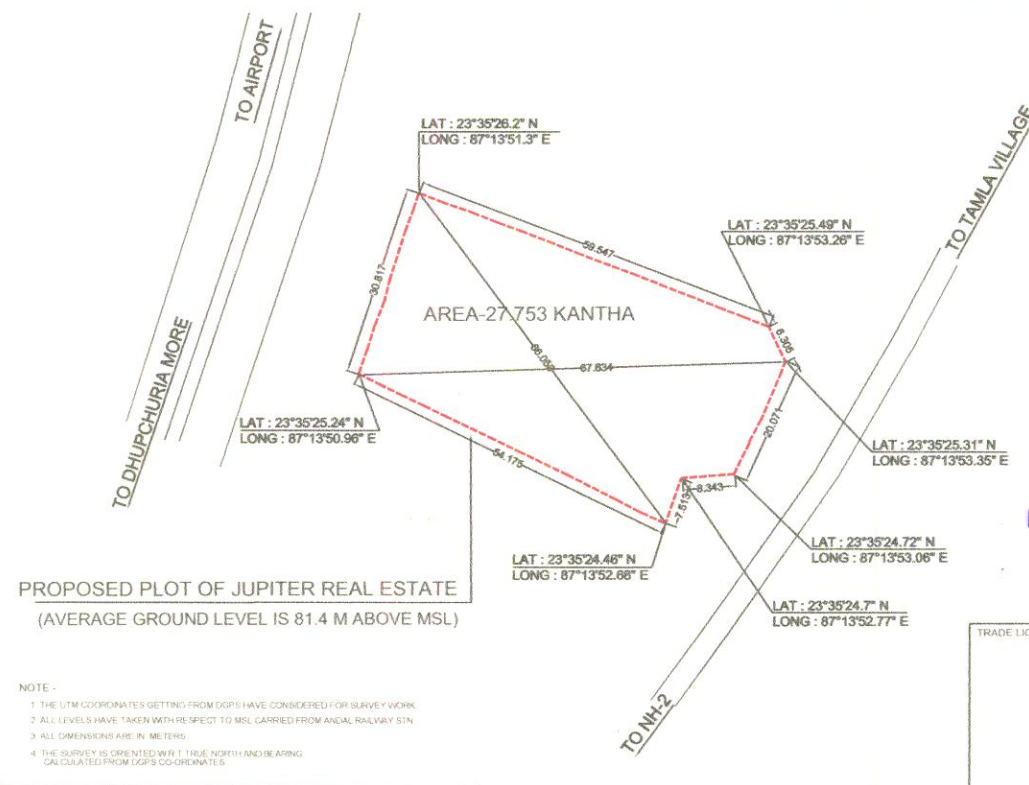 TO AIRPORT
TO DHUPCHURIA MORE
LAT : 23°35'26.2" N
LONG : 87°13'51.3" E
59.547
LAT : 23°35'25.49" N
LONG : 87°13'53.26" E
TO TAMLA VILLAGE
30.817
AREA-27.753 KANTHA
6.305
67.634
LAT : 23°35'25.24" N
LONG : 87°13'50.96" E
20.071
54.175
LAT : 23°35'25.31" N
LONG : 87°13'53.35" E
8.343
7.513
LAT : 23°35'24.46" N
LONG : 87°13'52.66" E
LAT : 23°35'24.72" N
LONG : 87°13'53.06" E
LAT : 23°35'24.7" N
LONG : 87°13'52.77" E
PROPOSED PLOT OF JUPITER REAL ESTATE
(AVERAGE GROUND LEVEL IS 81.4 M ABOVE MSL)
TO NH-2
TRADE LIC
NOTE -
1 THE UTM COORDINATES GETTING FROM DGPS HAVE CONSIDERED FOR SURVEY WORK
2 ALL LEVELS HAVE TAKEN WITH RESPECT TO MSL CARRIED FROM ANDAL RAILWAY STN
3 ALL DIMENSIONS ARE IN METERS
4 THE SURVEY IS ORIENTED W R T TRUE NORTH AND BEARING
CALCULATED FROM DGPS CO-ORDINATES